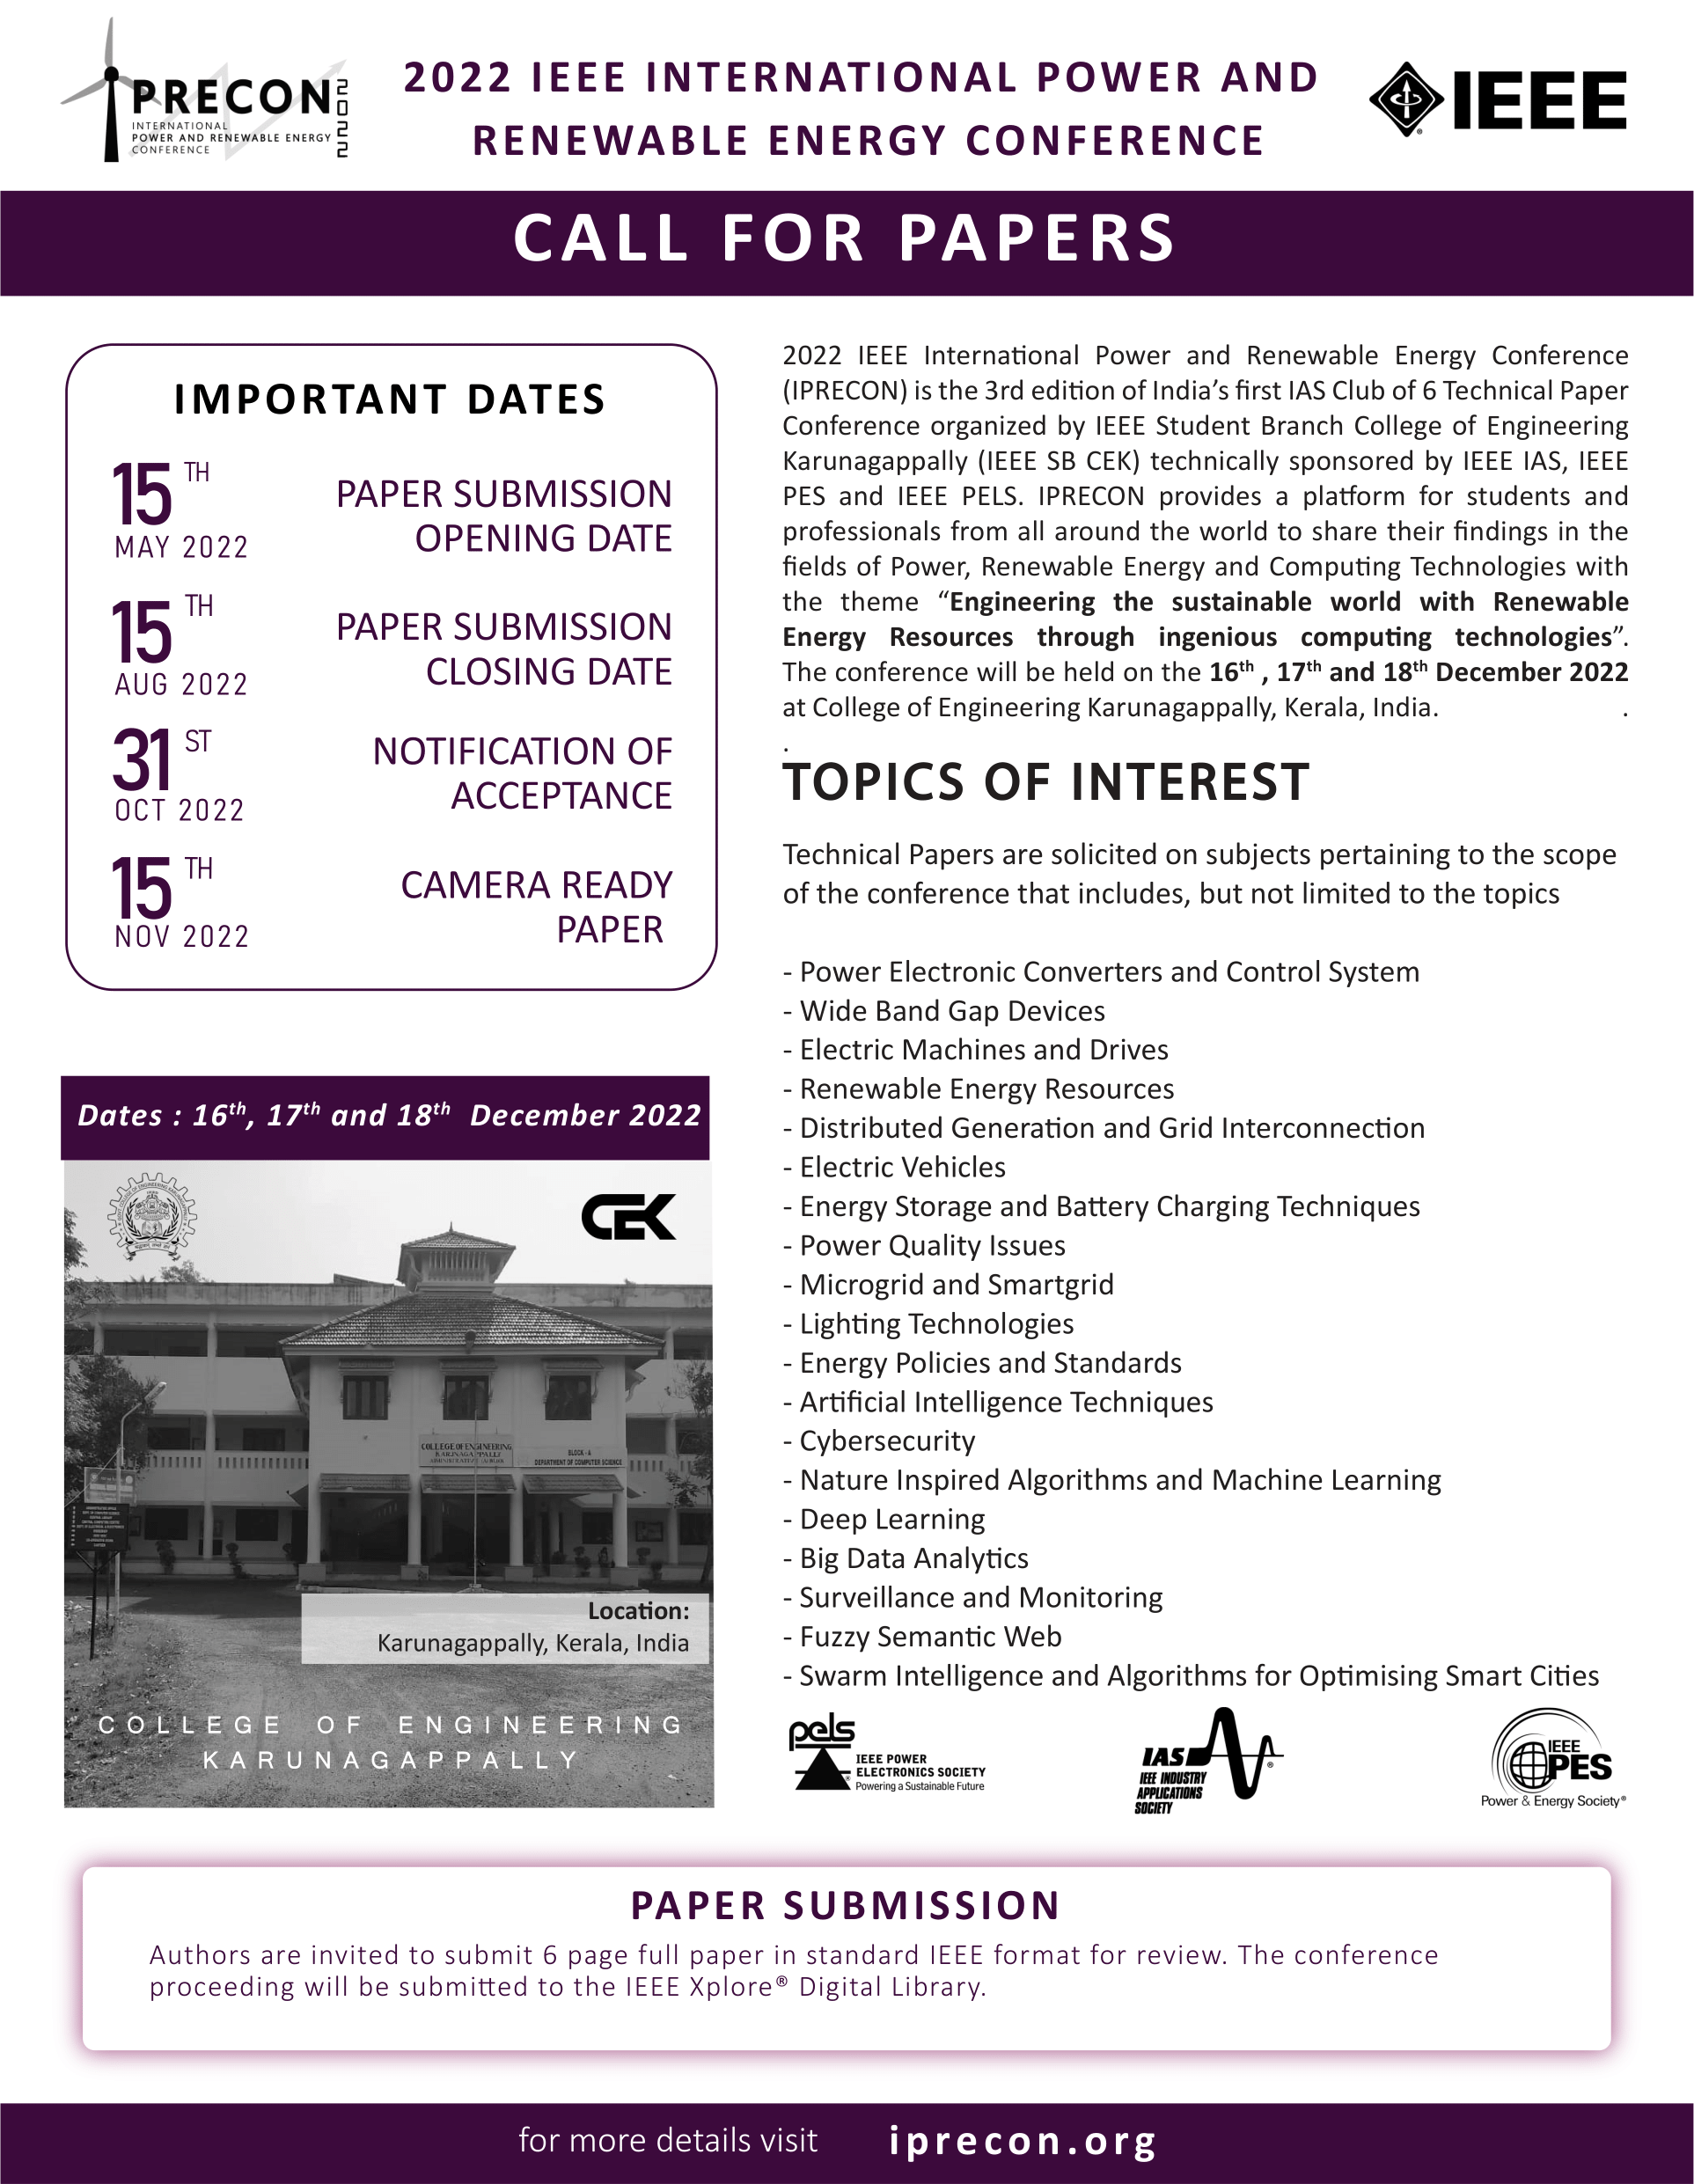 PRECON
2022
INTERNATIONAL
POWER AND RENEWABLE ENERGY
CONFERENCE
2022 IEEE INTERNATIONAL POWER AND
RENEWABLE ENERGY CONFERENCE
IEEE
CALL FOR PAPERS
IMPORTANT DATES
15TH
MAY 2022
PAPER SUBMISSION
OPENING DATE
15TH
AUG 2022
PAPER SUBMISSION
CLOSING DATE
31ST
OCT 2022
NOTIFICATION OF
ACCEPTANCE
15TH
NOV 2022
CAMERA READY
PAPER
Dates : 16th, 17th and 18th December 2022
CEK
COLLEGE OF ENGINEERING
KARUNAGAPPALLY
BLOCK - A
DEPARTMENT OF COMPUTER SCIENCE
Location:
Karunagappally, Kerala, India
COLLEGE OF ENGINEERING
KARUNAGAPPALLY
2022 IEEE International Power and Renewable Energy Conference
(IPRECON) is the 3rd edition of India’s first IAS Club of 6 Technical Paper
Conference organized by IEEE Student Branch College of Engineering
Karunagappally (IEEE SB CEK) technically sponsored by IEEE IAS, IEEE
PES and IEEE PELS. IPRECON provides a platform for students and
professionals from all around the world to share their findings in the
fields of Power, Renewable Energy and Computing Technologies with
the theme “Engineering the sustainable world with Renewable
Energy Resources through ingenious computing technologies”.
The conference will be held on the 16th , 17th and 18th December 2022
at College of Engineering Karunagappally, Kerala, India. .
.
TOPICS OF INTEREST
Technical Papers are solicited on subjects pertaining to the scope
of the conference that includes, but not limited to the topics
- Power Electronic Converters and Control System
- Wide Band Gap Devices
- Electric Machines and Drives
- Renewable Energy Resources
- Distributed Generation and Grid Interconnection
- Electric Vehicles
- Energy Storage and Battery Charging Techniques
- Power Quality Issues
- Microgrid and Smartgrid
- Lighting Technologies
- Energy Policies and Standards
- Artificial Intelligence Techniques
- Cybersecurity
- Nature Inspired Algorithms and Machine Learning
- Deep Learning
- Big Data Analytics
- Surveillance and Monitoring
- Fuzzy Semantic Web
- Swarm Intelligence and Algorithms for Optimising Smart Cities
pels
IEEE POWER
ELECTRONICS SOCIETY
Powering a Sustainable Future
IAS
IEEE INDUSTRY
APPLICATIONS
SOCIETY
IEEE
PES
Power & Energy Society®
PAPER SUBMISSION
Authors are invited to submit 6 page full paper in standard IEEE format for review. The conference
proceeding will be submitted to the IEEE Xplore® Digital Library.
for more details visit iprecon.org